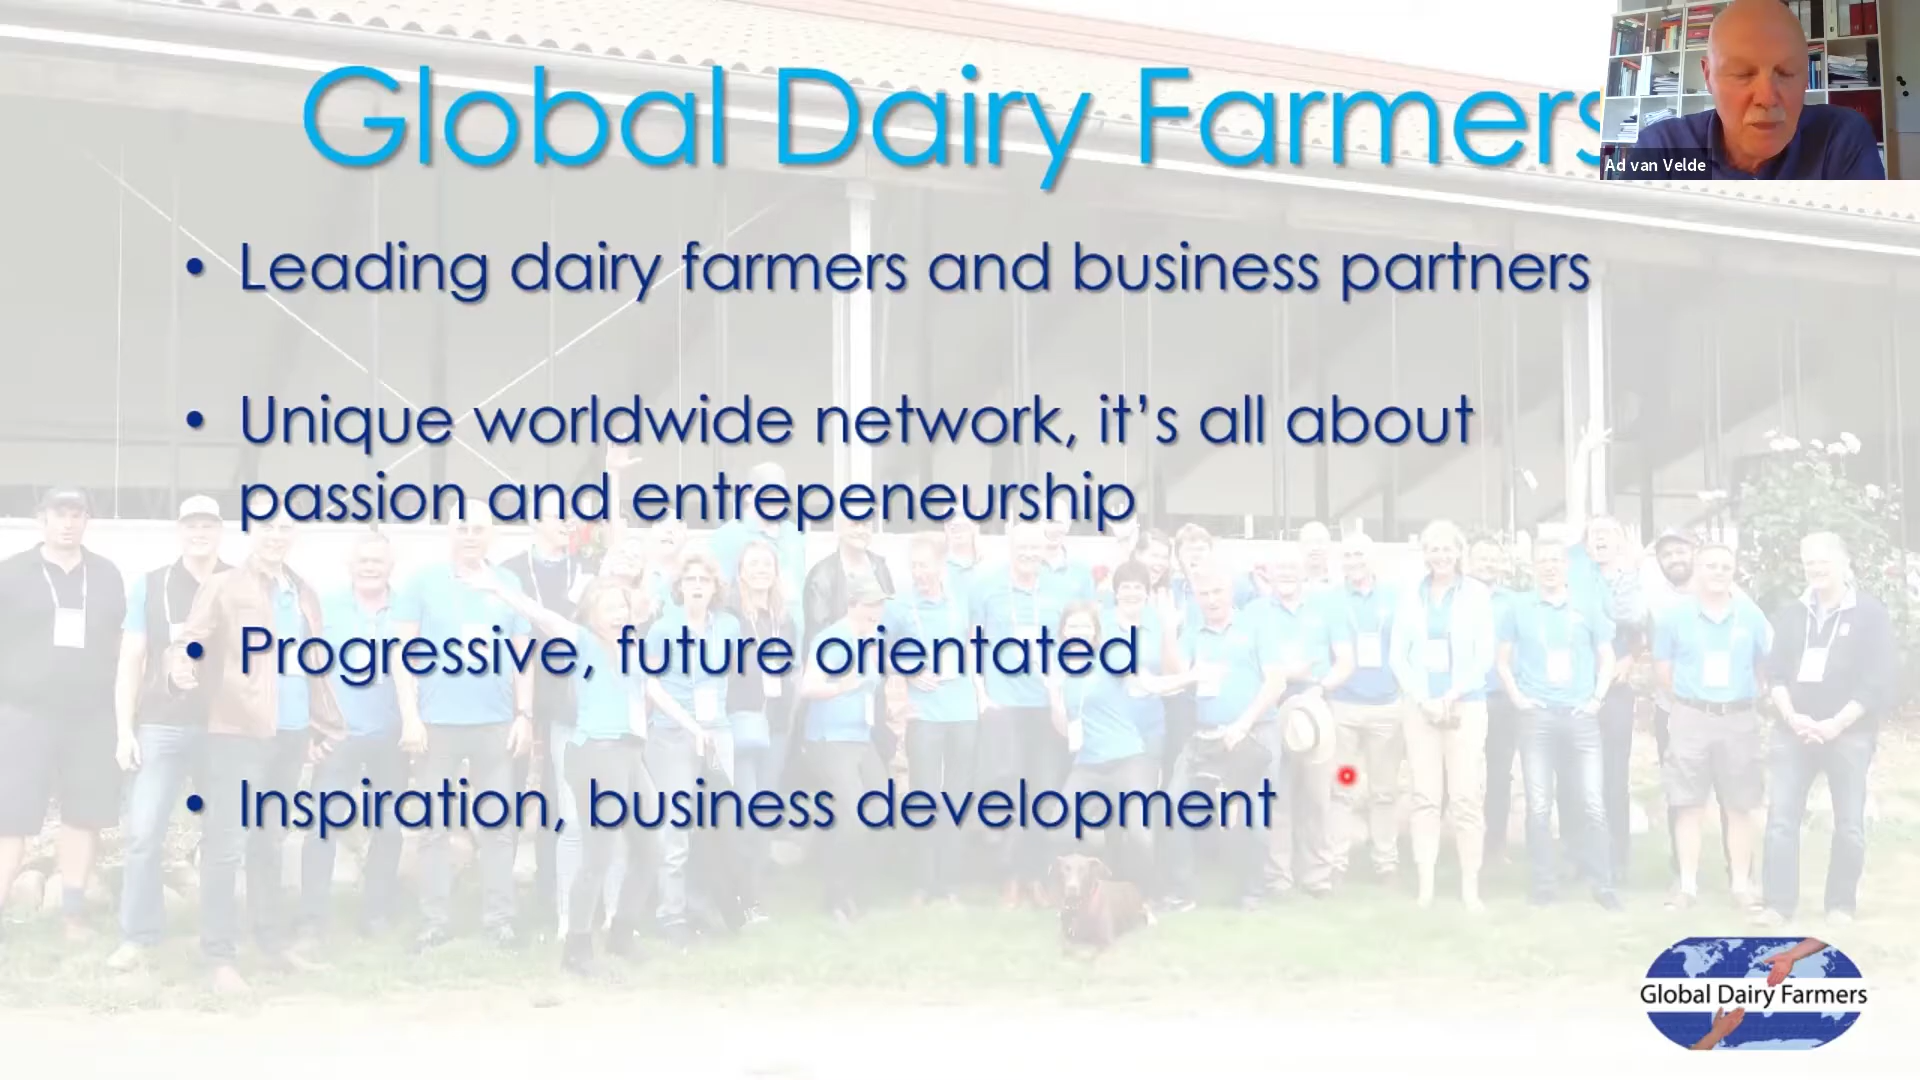 Global Dairy Farmers
Ad van Velde
• Leading dairy farmers and business partners
• Unique worldwide network, it’s all about
passion and entrepeneurship
• Progressive, future orientated
• Inspiration, business development
Global Dairy Farmers